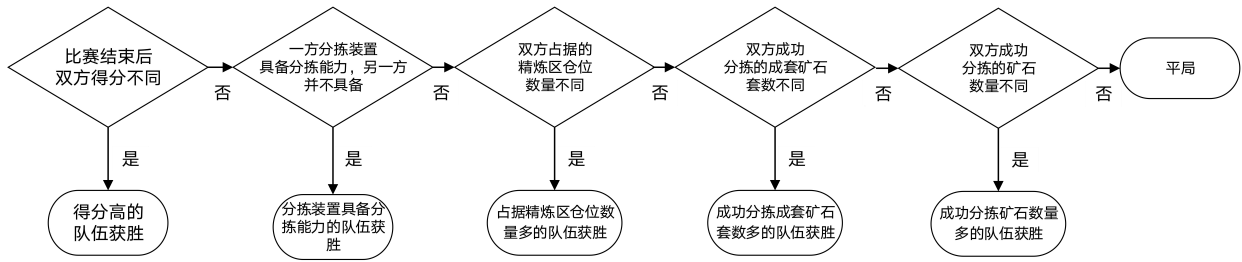 比赛结束后
双方得分不同
否
是
得分高的
队伍获胜
一方分拣装置
具备分拣能力，另一方
并不具备
否
是
分拣装置具备分
拣能力的队伍获
胜
双方占据的
精炼区仓位
数量不同
否
是
占据精炼区仓位数
量多的队伍获胜
双方成功
分拣的成套矿石
套数不同
否
是
成功分拣成套矿石
套数多的队伍获胜
双方成功
分拣的矿石
数量不同
否
是
成功分拣矿石数量
多的队伍获胜
平局